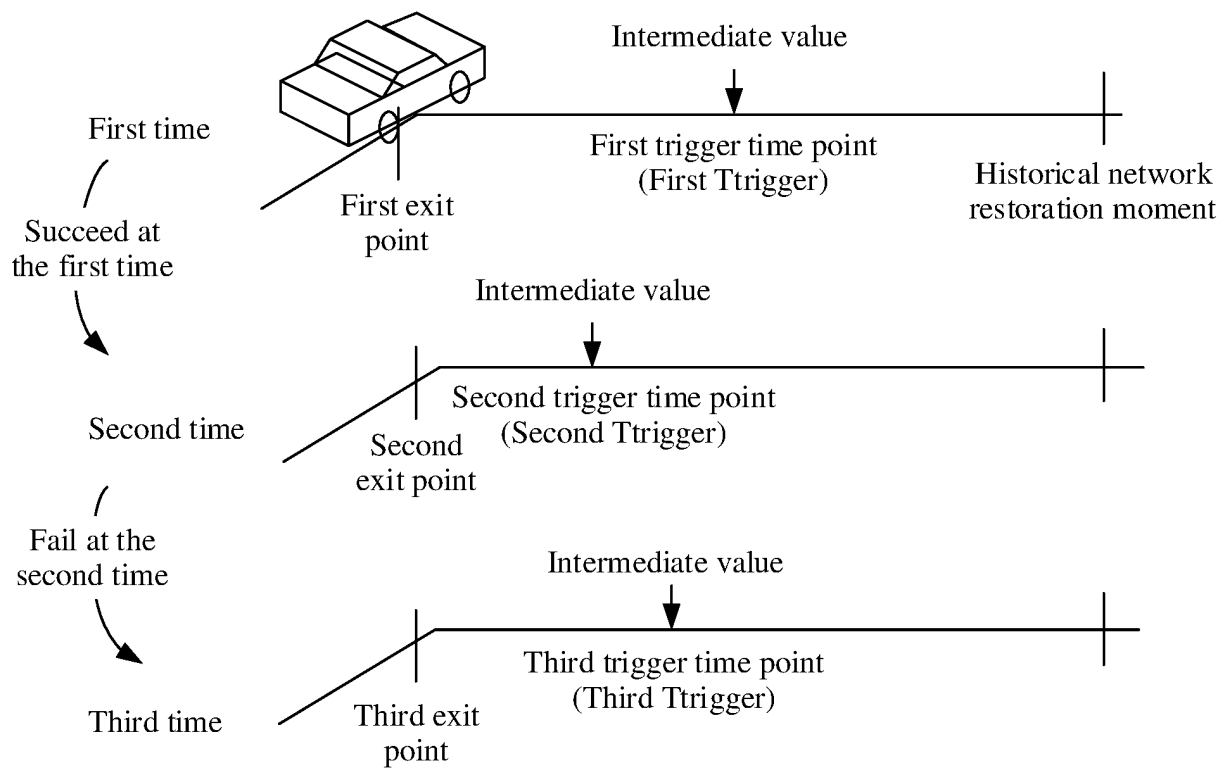 Intermediate value
First time
First trigger time point
(First Ttrigger)
Historical network
restoration moment
First exit
point
Succeed at
the first time
Intermediate value
Second trigger time point
(Second Ttrigger)
Second time
Second
exit point
Fail at the
second time
Intermediate value
Third trigger time point
(Third Ttrigger)
Third time
Third exit
point